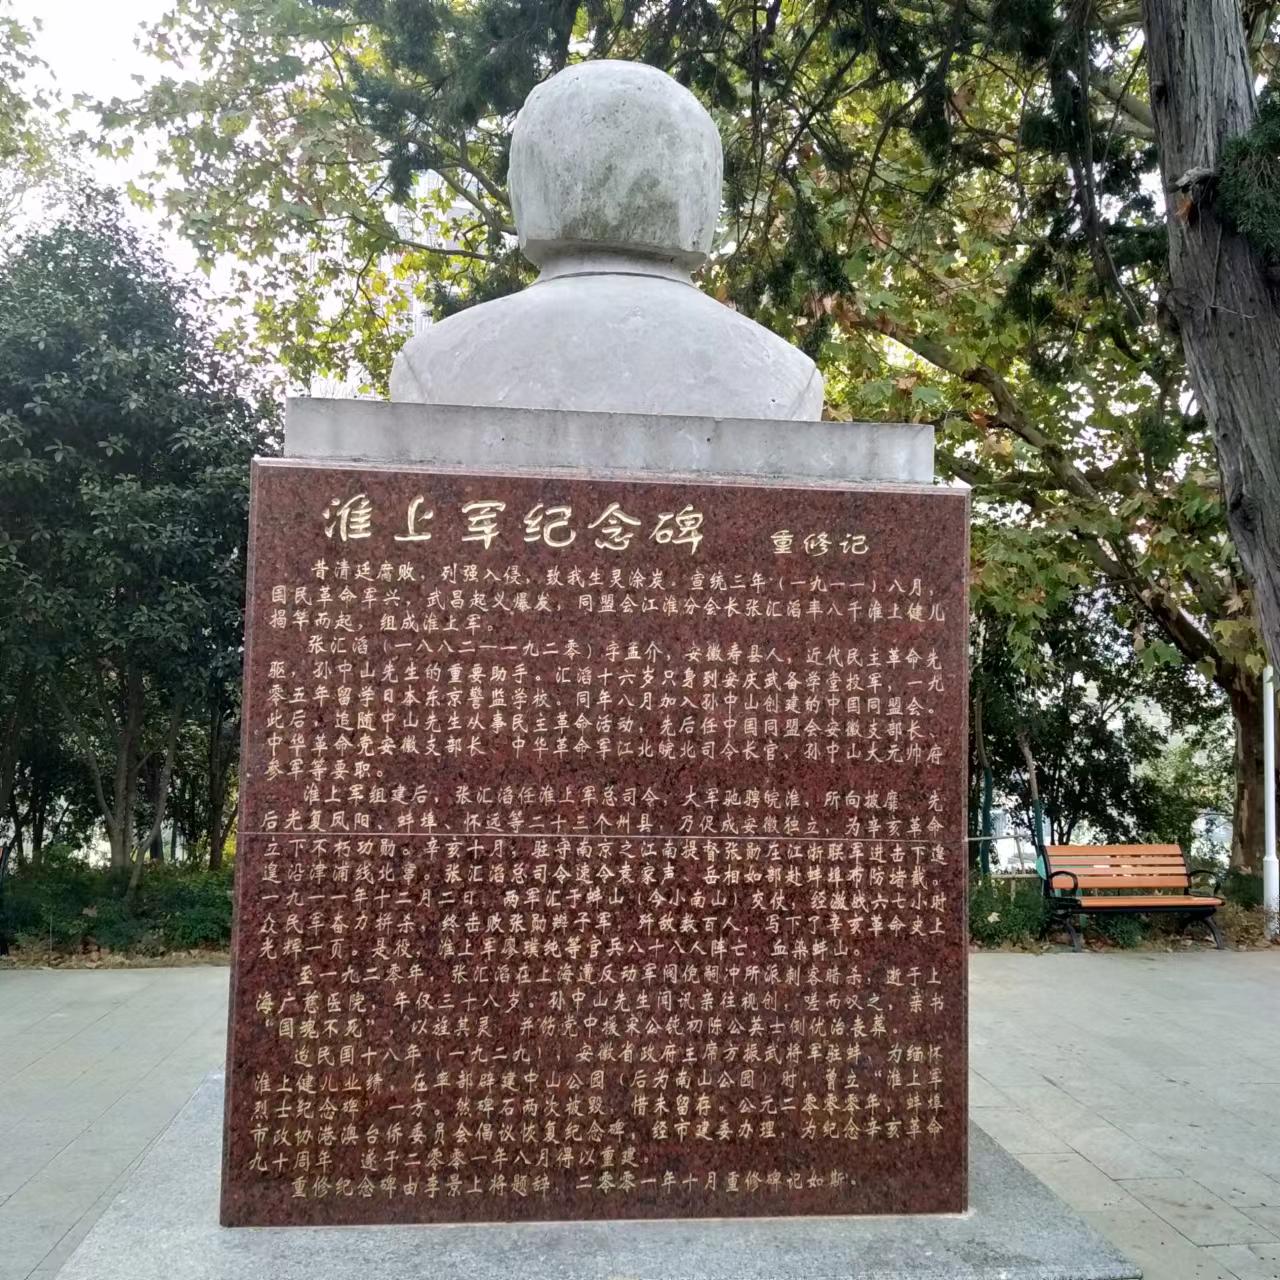 淮上军纪念碑 重修记
昔清廷腐败，列强入侵，致我生灵涂炭。宣统三年（一九一一）八月，
国民革命军兴，武昌起义爆发，同盟会江淮分会长张汇滔率八千淮上健儿
揭竿而起，组成淮上军。
张汇滔（一八八二一一九二零）字孟介，安徽寿县人，近代民主革命先
驱，孙中山先生的重要助手。汇滔十六岁只身到安庆武备学堂投军，一九
零五年留学日本东京警监学校。同年八月加入孙中山创建的中国同盟会。
此后，追随中山先生从事民主革命活动，先后任中国同盟会安徽支部长、
中华革命党安徽支部长、中华革命军江北皖北司令长官、孙中山大元帅府
参军等要职。
淮上军组建后，张汇滔任淮上军总司令，大军驰骋皖淮，所向披靡，先
后光复凤阳、蚌埠、怀远等二十三个州县，乃促成安徽独立，为辛亥革命
立下不朽功勋。辛亥十月，驻守南京之江南提督张勋在江浙联军进击下遑
遑沿津浦线北窜。张汇滔总司令速令袁家声、岳相如部赴蚌埠布防堵截。
一九一一年十二月二日，两军汇于蚌山（今小南山）交仗，经激战六七小时
众民军奋力拼杀，终击败张勋辫子军，歼敌数百人，写下了辛亥革命史上
光辉一页。是役，淮上军廖璞纯等官兵八十八人阵亡，血染蚌山。
至一九二零年，张汇滔在上海遭反动军阀倪嗣冲所派刺客暗杀，逝于上
海广慈医院，年仅三十八岁。孙中山先生闻讯亲往视创，嗟而叹之，亲书
“国魂不死”，以旌其灵，并饬党中援宋公钝初陈公英士例优治丧葬。
迨民国十八年（一九二九），安徽省政府主席方振武将军驻蚌，为缅怀
淮上健儿业绩，在率部辟建中山公园（后为南山公园）时，曾立“淮上军
烈士纪念碑”一方。然碑石两次被毁，惜未留存。公元二零零零年，蚌埠
市政协港澳台侨委员会倡议恢复纪念碑，经市建委办理，为纪念辛亥革命
九十周年，遂于二零零一年八月得以重建。
重修纪念碑由李景上将题辞，二零零一年十月重修碑记如斯。